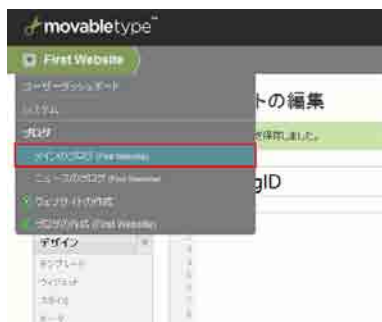 movabletype™
First Website
ユーザーダッシュボード
システム
トの編集
ブログ
を保存しました。
メインのブログ (First Website)
ニュースのブログ (First Website)
gID
ウェブサイトの作成
ブログの作成 (First Website)
デザイン
テンプレート
ウィジェット
スタイル
テーマ